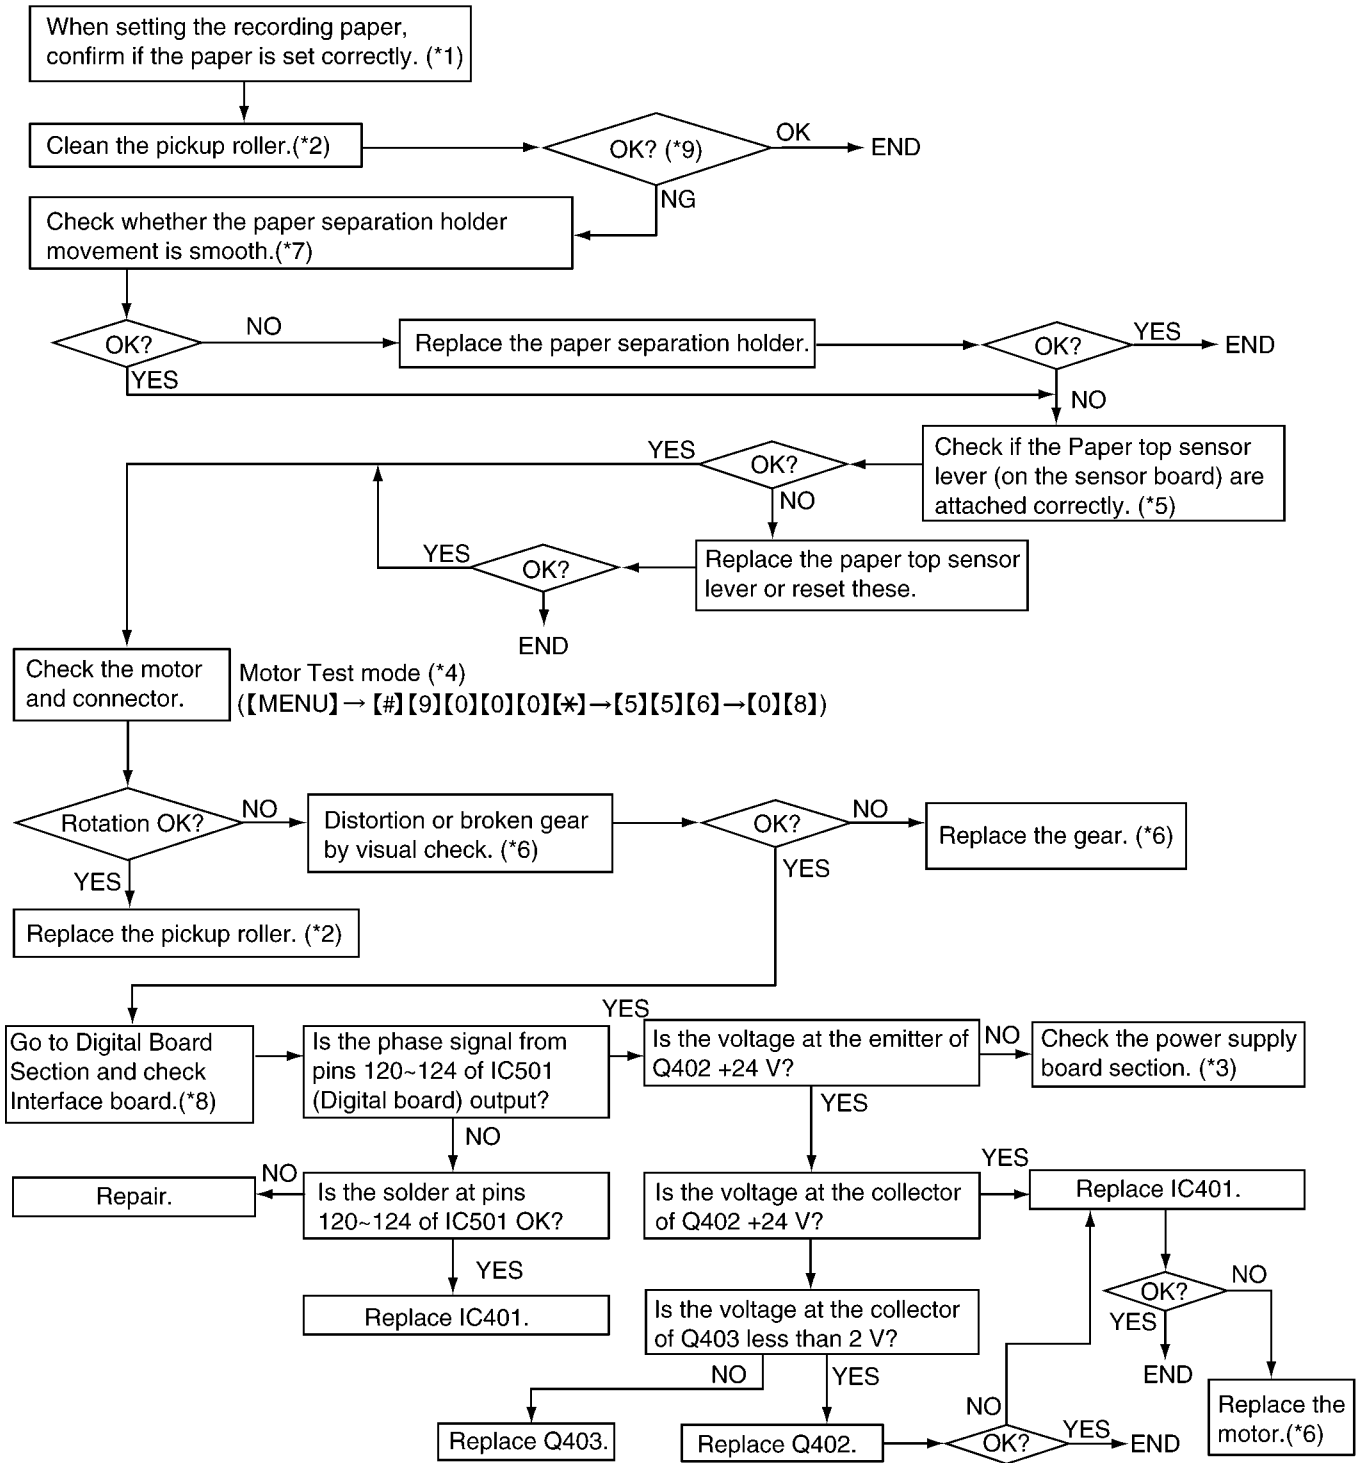 When setting the recording paper,
confirm if the paper is set correctly. (*1)
Clean the pickup roller.(*2)
OK? (*9)
OK
END
NG
Check whether the paper separation holder
movement is smooth.(*7)
OK?
NO
Replace the paper separation holder.
OK?
YES
END
YES
NO
Check if the Paper top sensor
lever (on the sensor board) are
attached correctly. (*5)
YES
OK?
NO
Replace the paper top sensor
lever or reset these.
YES
OK?
END
Check the motor
and connector.
Motor Test mode (*4)
(【MENU】→【#】【9】【0】【0】【0】【*】→【5】【5】【6】→【0】【8】)
Rotation OK?
NO
Distortion or broken gear
by visual check. (*6)
OK?
NO
Replace the gear. (*6)
YES
YES
Replace the pickup roller. (*2)
Go to Digital Board
Section and check
Interface board.(*8)
Is the phase signal from
pins 120~124 of IC501
(Digital board) output?
YES
Is the voltage at the emitter of
Q402 +24 V?
NO
Check the power supply
board section. (*3)
NO
YES
Repair.
NO
Is the solder at pins
120~124 of IC501 OK?
Is the voltage at the collector
of Q402 +24 V?
YES
Replace IC401.
YES
Replace IC401.
Is the voltage at the collector
of Q403 less than 2 V?
OK?
NO
YES
END
NO
YES
Replace Q403.
Replace Q402.
NO
OK?
YES
END
Replace the
motor.(*6)